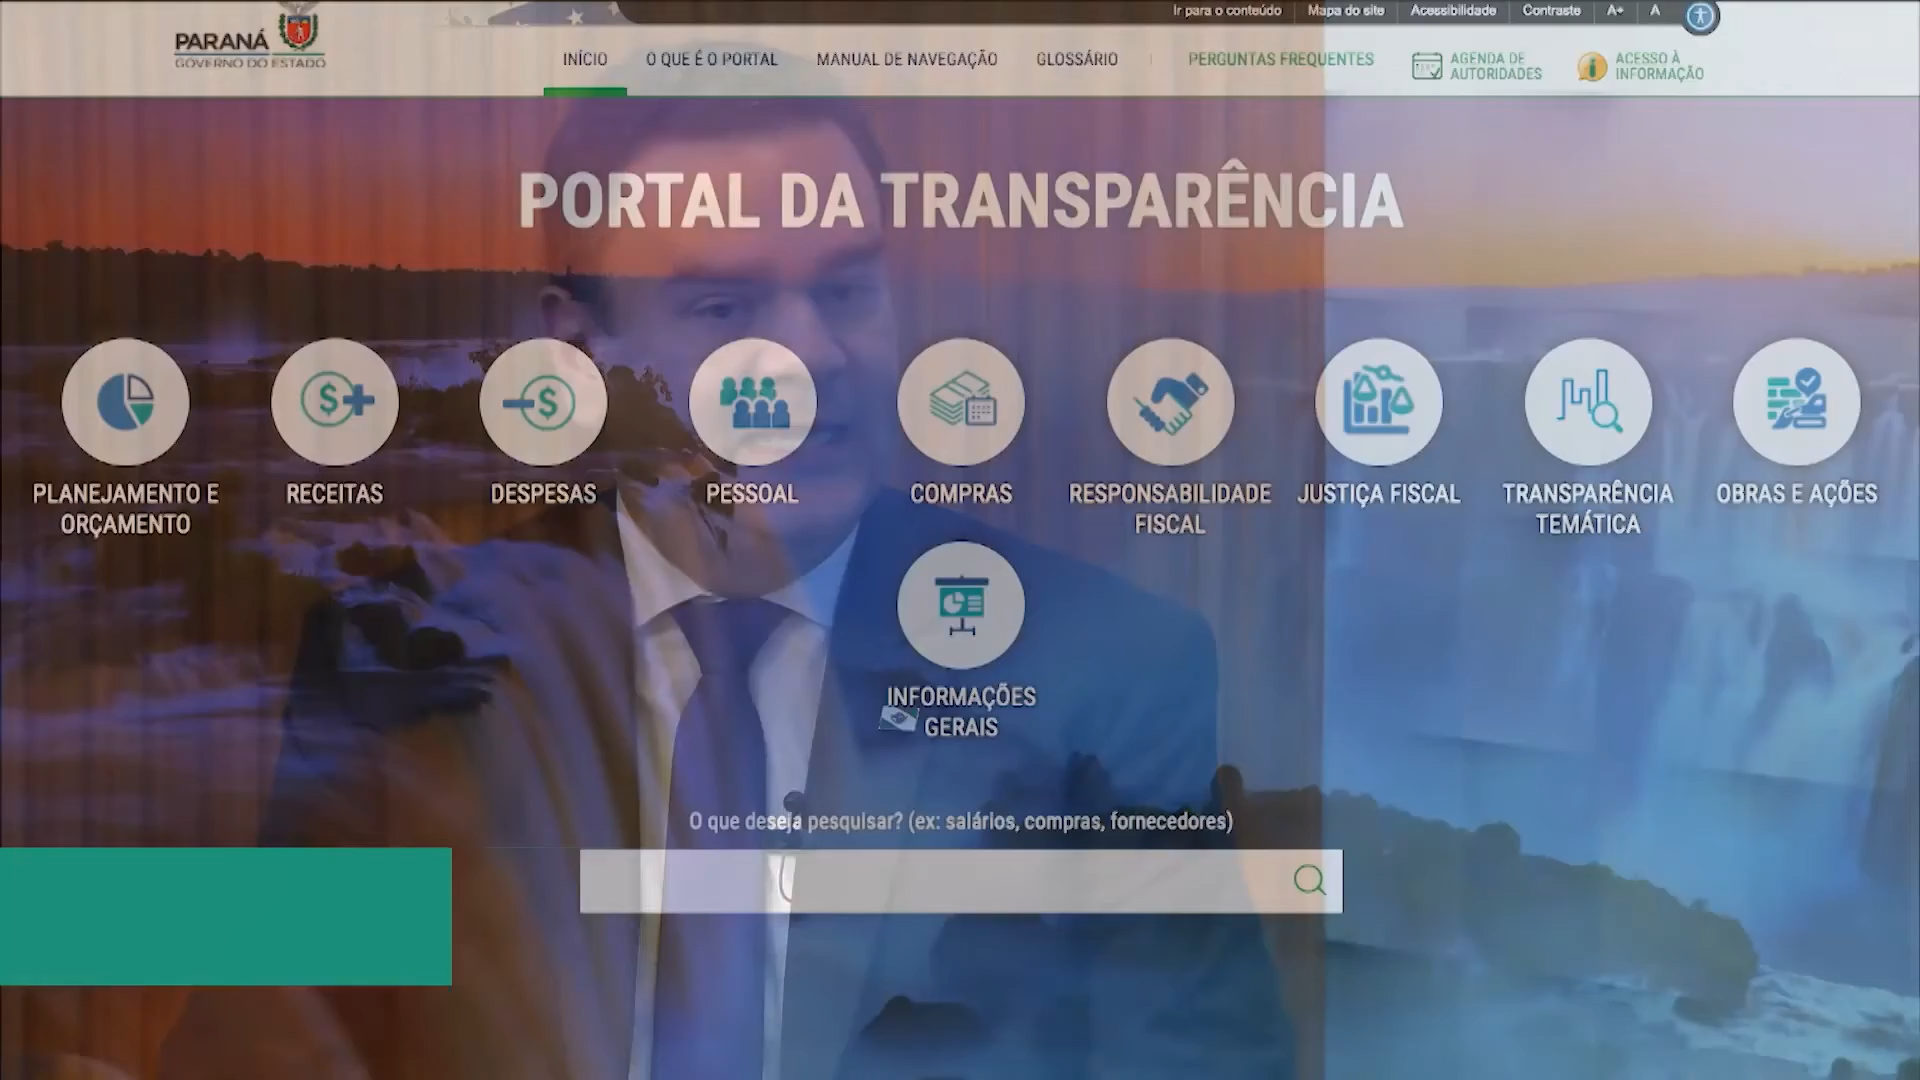 Ir para o conteúdo
Mapa do site
Acessibilidade
Contraste
A+
A
PARANÁ
GOVERNO DO ESTADO
INÍCIO
O QUE É O PORTAL
MANUAL DE NAVEGAÇÃO
GLOSSÁRIO
PERGUNTAS FREQUENTES
AGENDA DE
AUTORIDADES
ACESSO À
INFORMAÇÃO
PORTAL DA TRANSPARÊNCIA
PLANEJAMENTO E
ORÇAMENTO
RECEITAS
DESPESAS
PESSOAL
COMPRAS
RESPONSABILIDADE
FISCAL
JUSTIÇA FISCAL
TRANSPARÊNCIA
TEMÁTICA
OBRAS E AÇÕES
INFORMAÇÕES
GERAIS
O que deseja pesquisar? (ex: salários, compras, fornecedores)